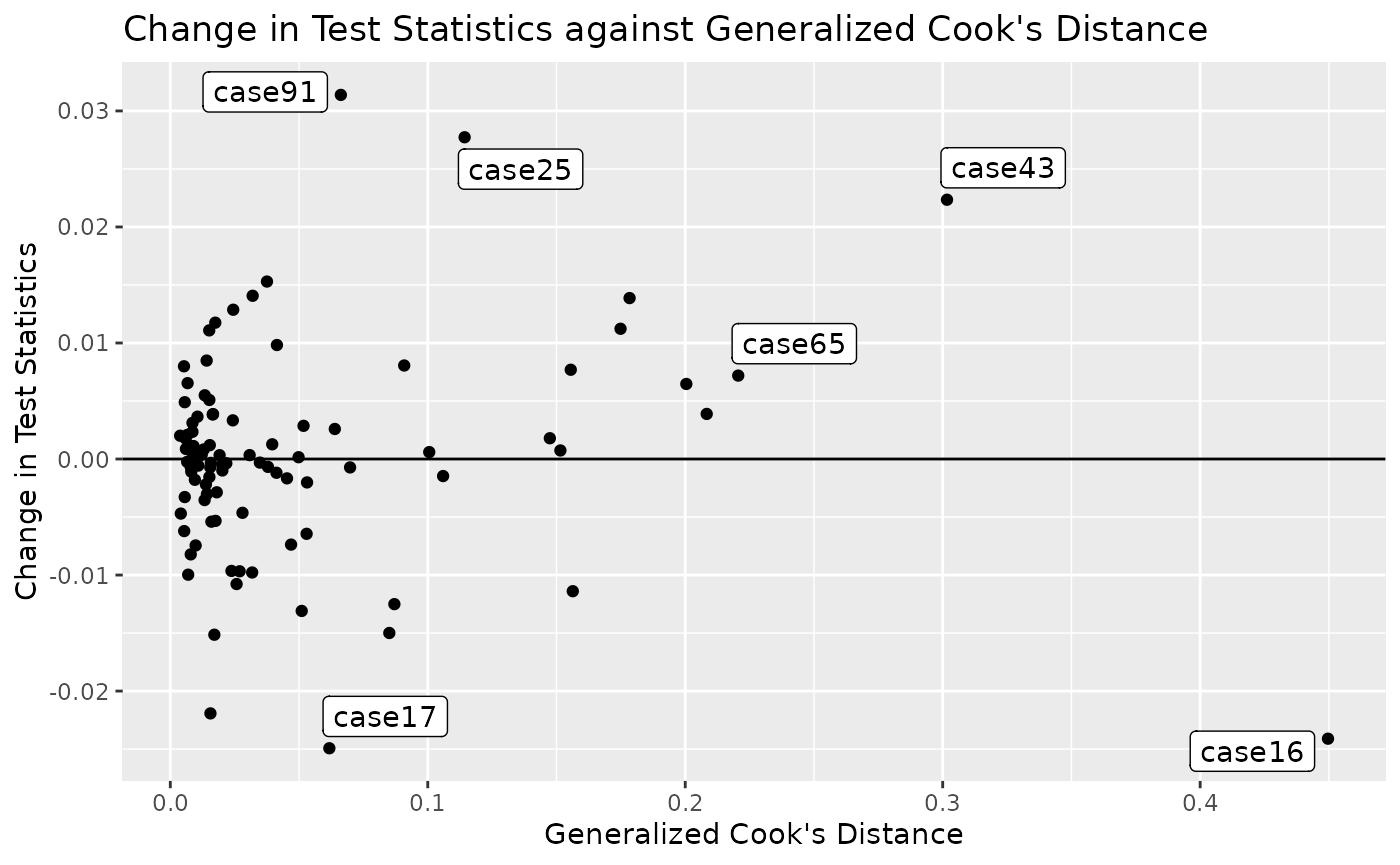 Change in Test Statistics against Generalized Cook's Distance
Change in Test Statistics
0.03
0.02
0.01
0.00
-0.01
-0.02
case91
case25
case43
case65
case17
case16
0.0
0.1
0.2
0.3
0.4
Generalized Cook's Distance